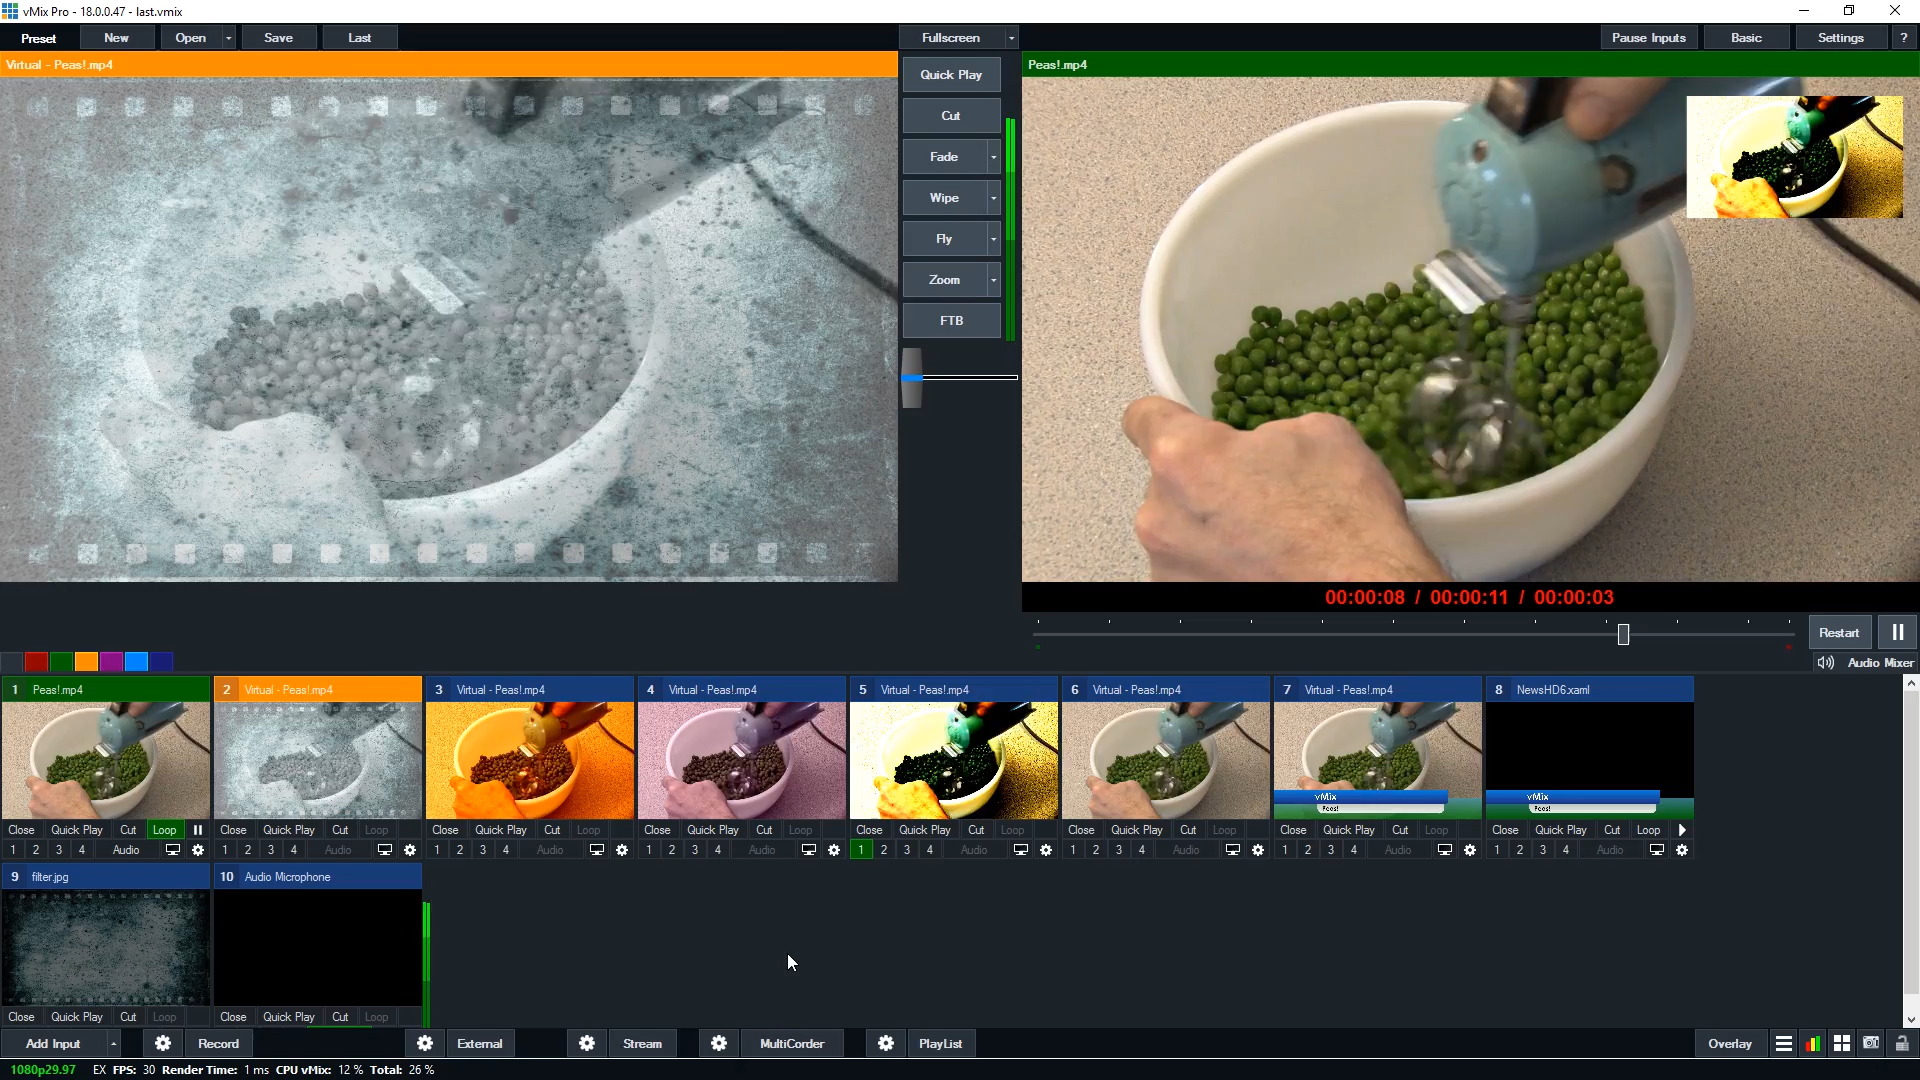 vMix Pro - 18.0.0.47 - last.vmix
Preset New Open Save Last Fullscreen Pause Inputs Basic Settings ?
Virtual - Peas!.mp4
Quick Play
Cut
Fade
Wipe
Fly
Zoom
FTB
Peas!.mp4
00:00:08 / 00:00:11 / 00:00:03
Restart
Audio Mixer
1 Peas!.mp4 2 Virtual - Peas!.mp4 3 Virtual - Peas!.mp4 4 Virtual - Peas!.mp4 5 Virtual - Peas!.mp4 6 Virtual - Peas!.mp4 7 Virtual - Peas!.mp4 8 NewsHD6.xaml
vMix vMix
Peas! Peas!
Close Quick Play Cut Loop Close Quick Play Cut Loop Close Quick Play Cut Loop Close Quick Play Cut Loop Close Quick Play Cut Loop Close Quick Play Cut Loop Close Quick Play Cut Loop Close Quick Play Cut Loop
1 2 3 4 Audio 1 2 3 4 Audio 1 2 3 4 Audio 1 2 3 4 Audio 1 2 3 4 Audio 1 2 3 4 Audio 1 2 3 4 Audio 1 2 3 4 Audio
9 filter.jpg 10 Audio Microphone
Close Quick Play Cut Loop Close Quick Play Cut Loop
Add Input Record External Stream MultiCorder PlayList Overlay
1080p29.97 EX FPS: 30 Render Time: 1 ms CPU vMix: 12 % Total: 26 %